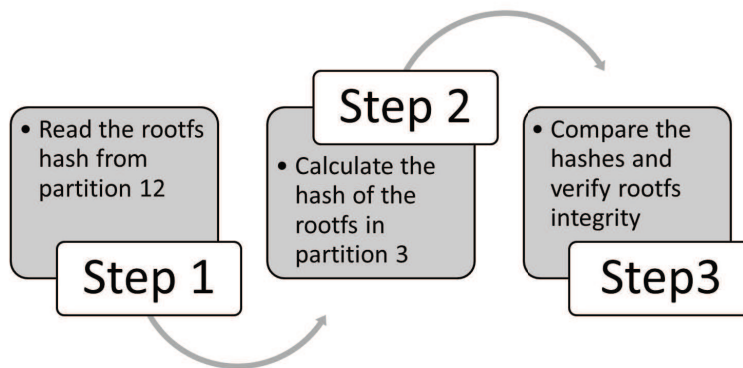 • Read the rootfs
hash from
partition 12
Step 1
Step 2
• Calculate the
hash of the
rootfs in
partition 3
• Compare the
hashes and
verify rootfs
integrity
Step3